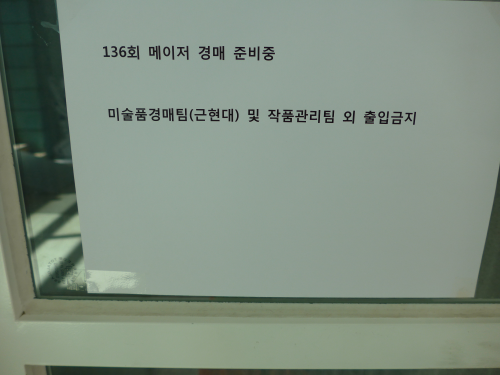 136회 메이저 경매 준비중
미술품경매팀(근현대) 및 작품관리팀 외 출입금지